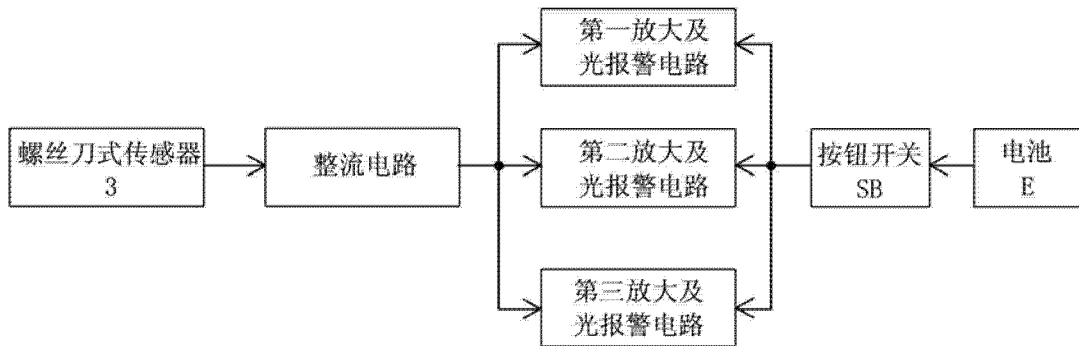 第一放大及
光报警电路
螺丝刀式传感器
3
整流电路
第二放大及
光报警电路
按钮开关
SB
电池
E
第三放大及
光报警电路